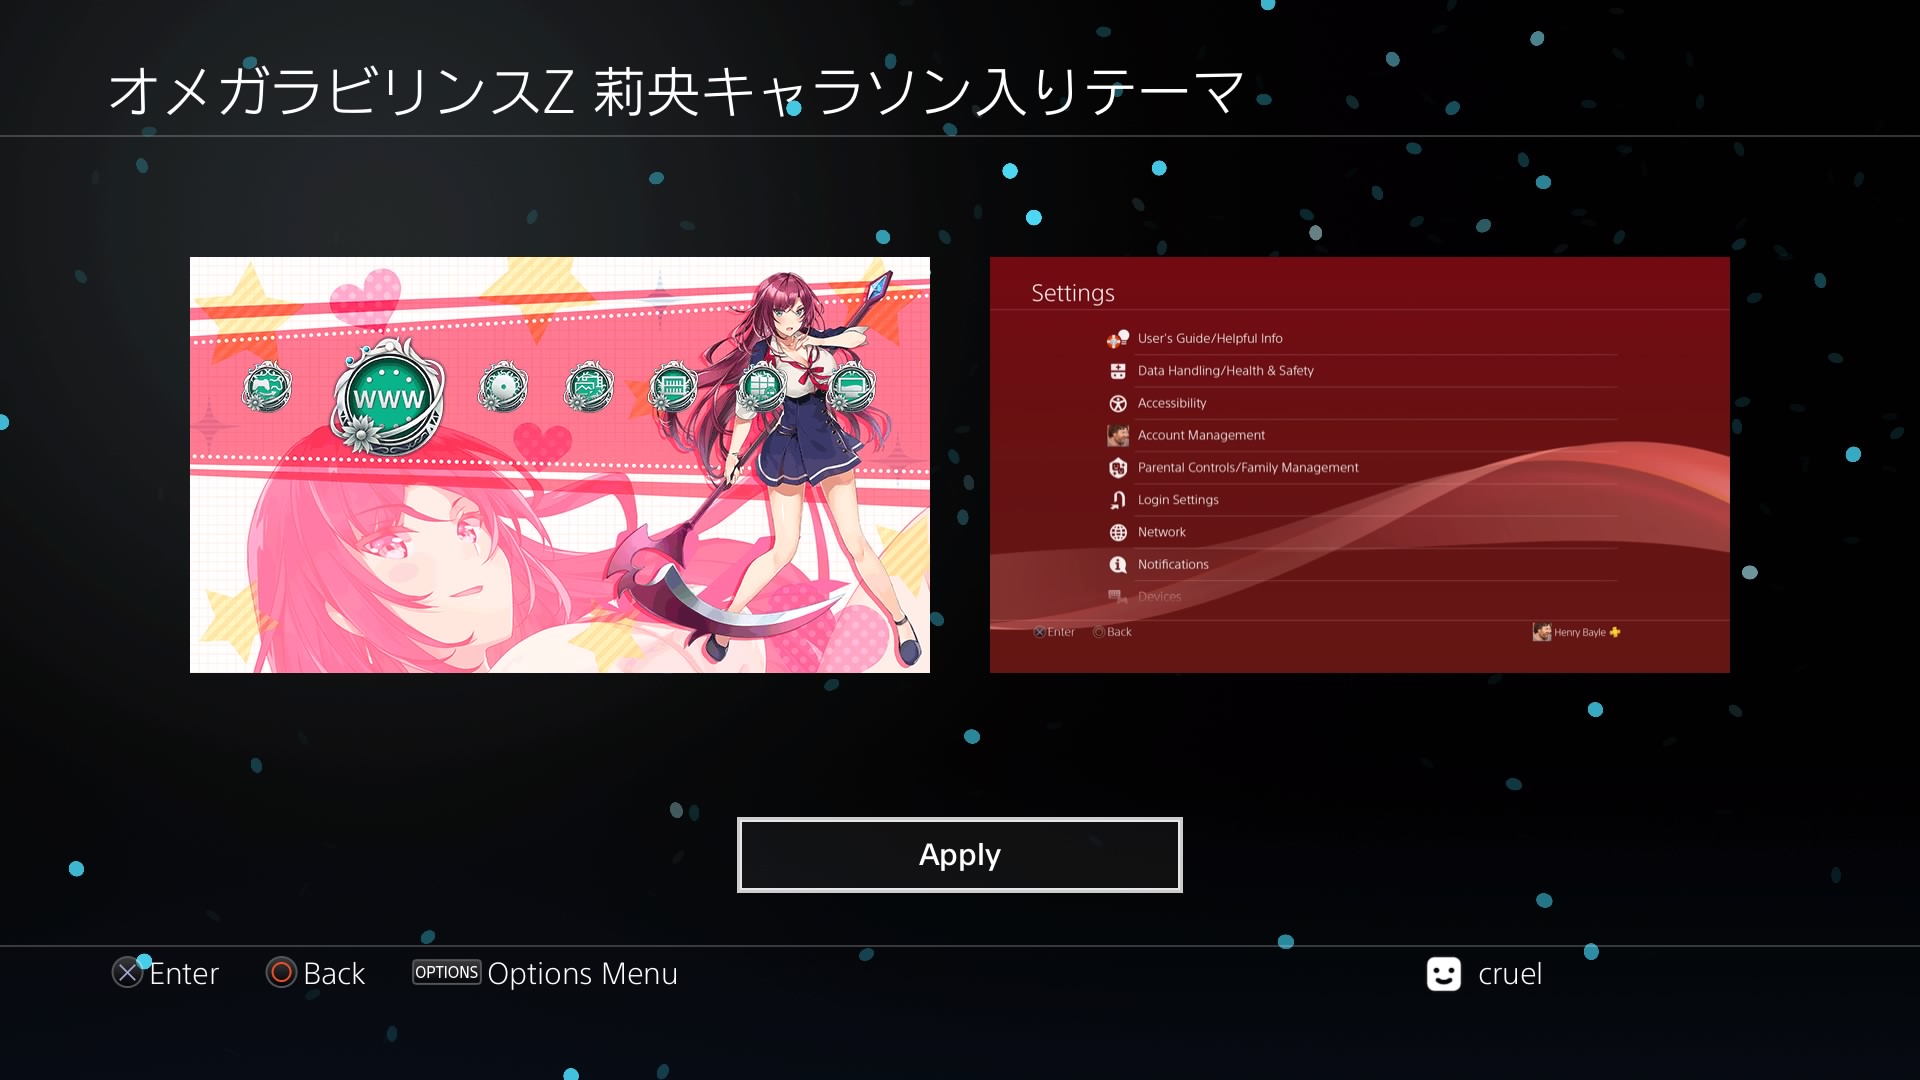 オメガラビリンスZ 莉央キャラソン入りテーマ
WWW
Settings
User's Guide/Helpful Info
Data Handling/Health & Safety
Accessibility
Account Management
Parental Controls/Family Management
Login Settings
Network
Notifications
Devices
Enter Back Henry Bayle
Apply
Enter Back OPTIONS Options Menu cruel